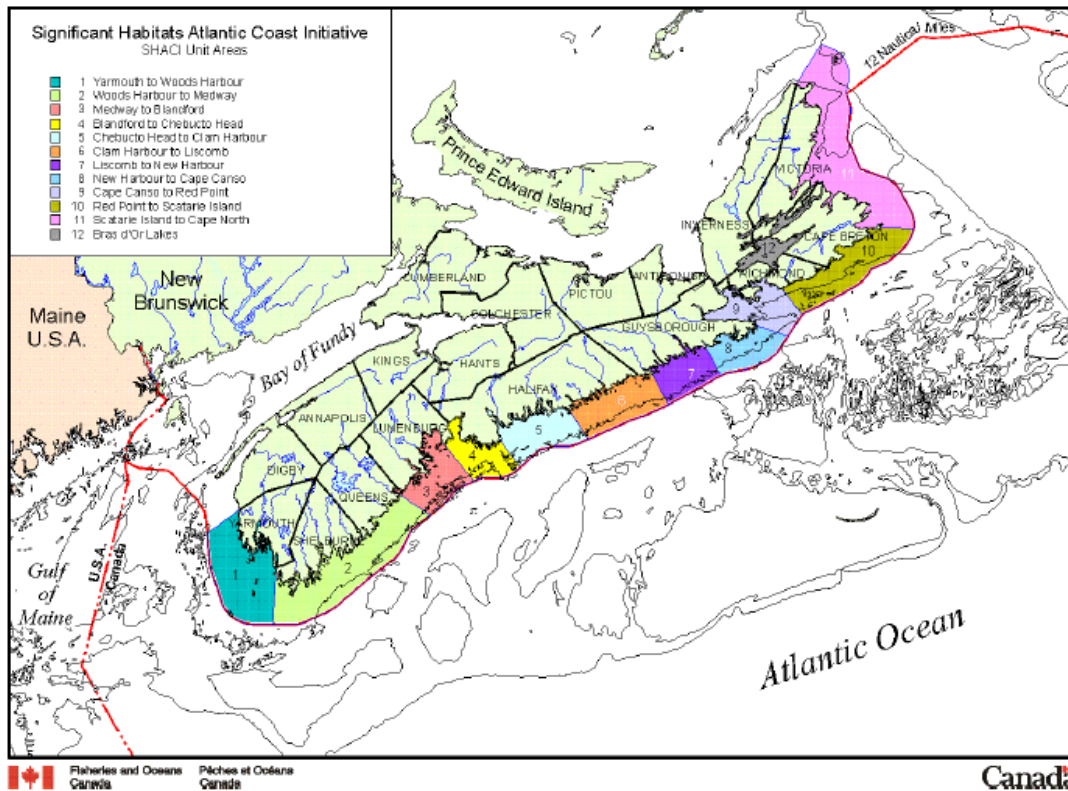 Significant Habitats Atlantic Coast Initiative
SHACI Unit Areas
1 Yarmouth to Woods Harbour
2 Woods Harbour to Medway
3 Medway to Blandford
4 Blandford to Chebucto Head
5 Chebucto Head to Clam Harbour
6 Clam Harbour to Liscomb
7 Liscomb to New Harbour
8 New Harbour to Cape Canso
9 Cape Canso to Red Point
10 Red Point to Scatarie Island
11 Scatarie Island to Cape North
12 Bras d'Or Lakes
12 Nautical Miles
Prince Edward Island
VICTORIA
11
INVERNESS
CAPE BRETON
10
RICHMOND
9
New
Brunswick
Maine
U.S.A.
CUMBERLAND
PICTOU
ANTIGONISH
COLCHESTER
GUYSBOROUGH
8
7
Bay of Fundy
KINGS
HANTS
HALIFAX
6
5
ANNAPOLIS
LUNENBURG
4
DIGBY
QUEENS
3
YARMOUTH
SHELBURNE
2
1
U.S.A.
Canada
Gulf
of
Maine
Atlantic Ocean
Fisheries and Oceans
Canada
Pêches et Océans
Canada
Canada